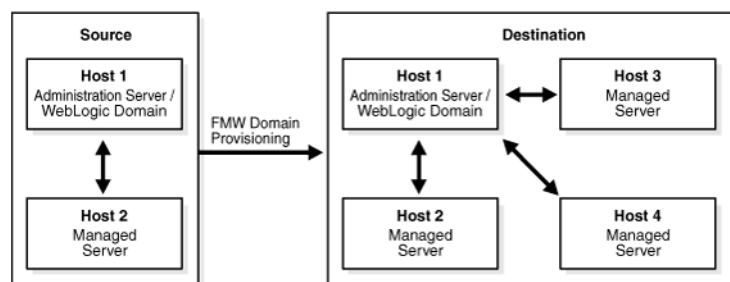 Source
Host 1
Administration Server /
WebLogic Domain
Host 2
Managed
Server
FMW Domain
Provisioning
Destination
Host 1
Administration Server /
WebLogic Domain
Host 3
Managed
Server
Host 2
Managed
Server
Host 4
Managed
Server